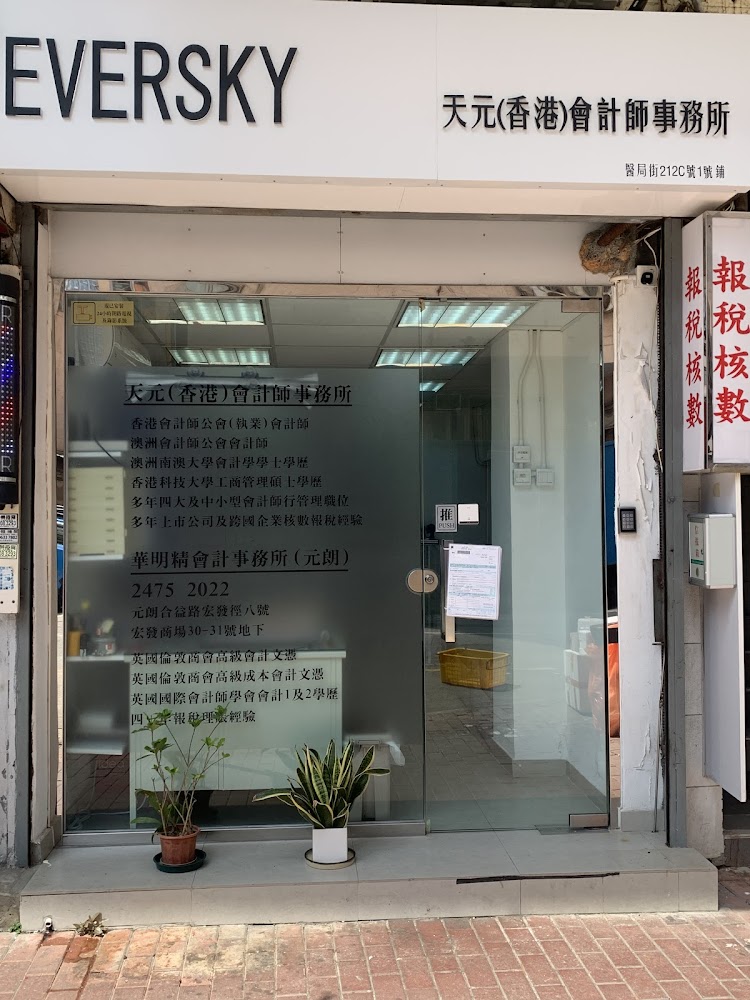 EVERSKY
天元(香港)會計師事務所
醫局街212C號1號鋪
報稅核數
報稅核數
天元(香港)會計師事務所
香港會計師公會(執業)會計師
澳洲會計師公會會計師
澳洲南澳大學會計學學士學歷
香港科技大學工商管理碩士學歷
多年四大及中小型會計師行管理職位
多年上市公司及跨國企業核數報稅經驗
華明精會計事務所(元朗)
2475 2022
元朗合益路宏發徑八號
宏發商場30-31號地下
英國倫敦商會高級會計文憑
英國倫敦商會高級成本會計文憑
英國國際會計師學會會計1及2學歷
推
PUSH